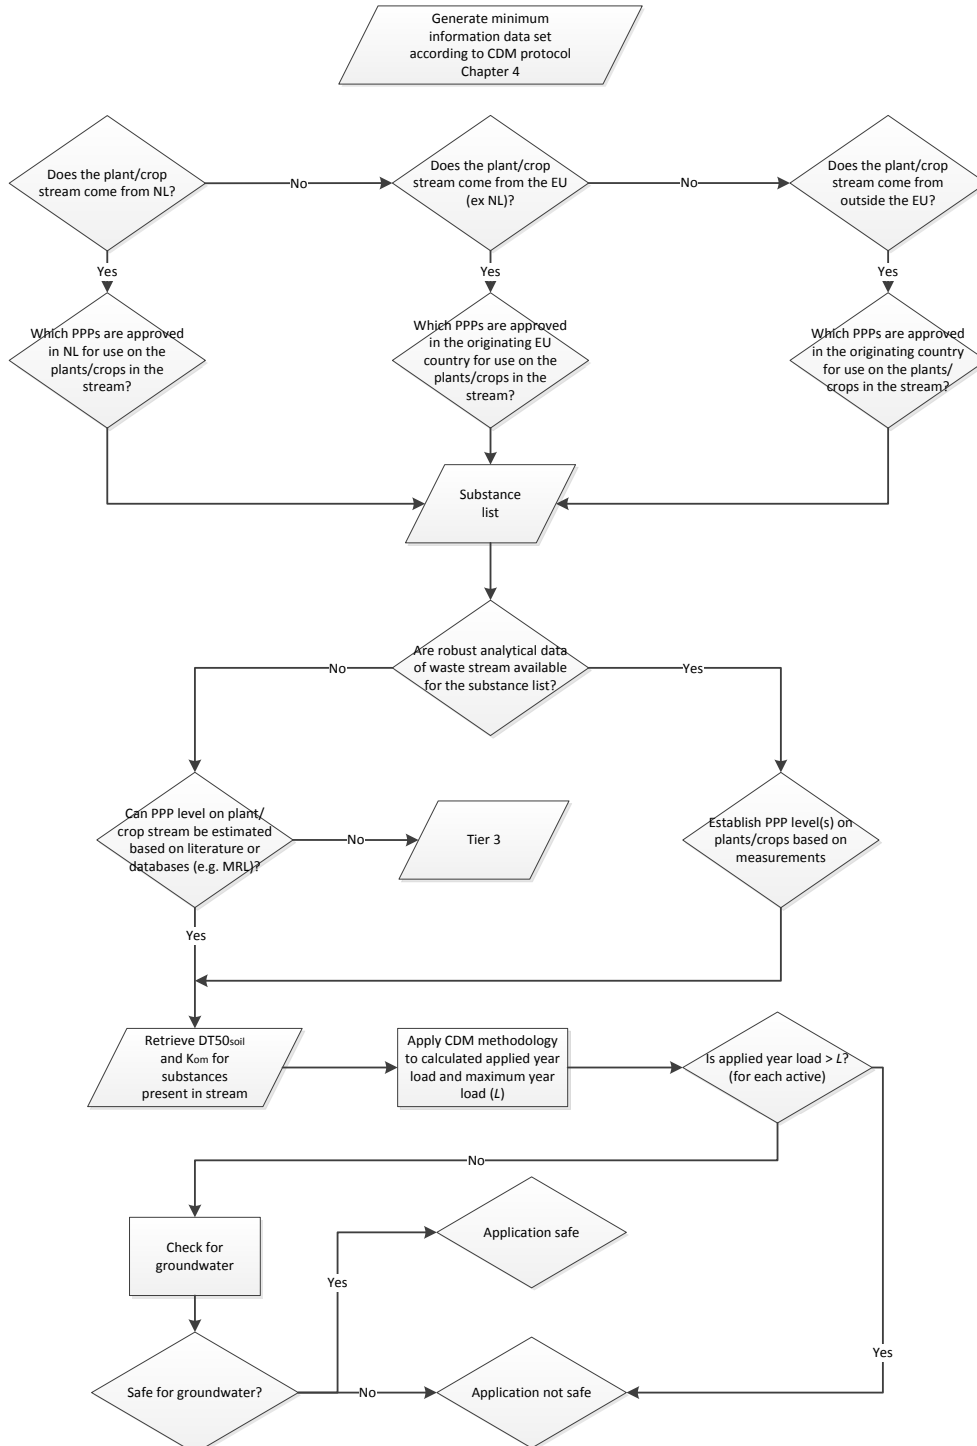 Generate minimum
information data set
according to CDM protocol
Chapter 4
Does the plant/crop
stream come from NL?
No
Does the plant/crop
stream come from the EU
(ex NL)?
No
Does the plant/crop
stream come from
outside the EU?
Yes
Yes
Yes
Which PPPs are approved
in NL for use on the
plants/crops in the
stream?
Which PPPs are approved
in the originating EU
country for use on the
plants/crops in the
stream?
Which PPPs are approved
in the originating country
for use on the plants/
crops in the stream?
Substance
list
Are robust analytical data
of waste stream available
for the substance list?
No
Yes
Can PPP level on plant/
crop stream be estimated
based on literature or
databases (e.g. MRL)?
No
Tier 3
Establish PPP level(s) on
plants/crops based on
measurements
Yes
Retrieve DT50soil
and Kom for
substances
present in stream
Apply CDM methodology
to calculated applied year
load and maximum year
load (L)
Is applied year load > L?
(for each active)
No
Check for
groundwater
Application safe
Yes
Yes
Safe for groundwater?
No
Application not safe